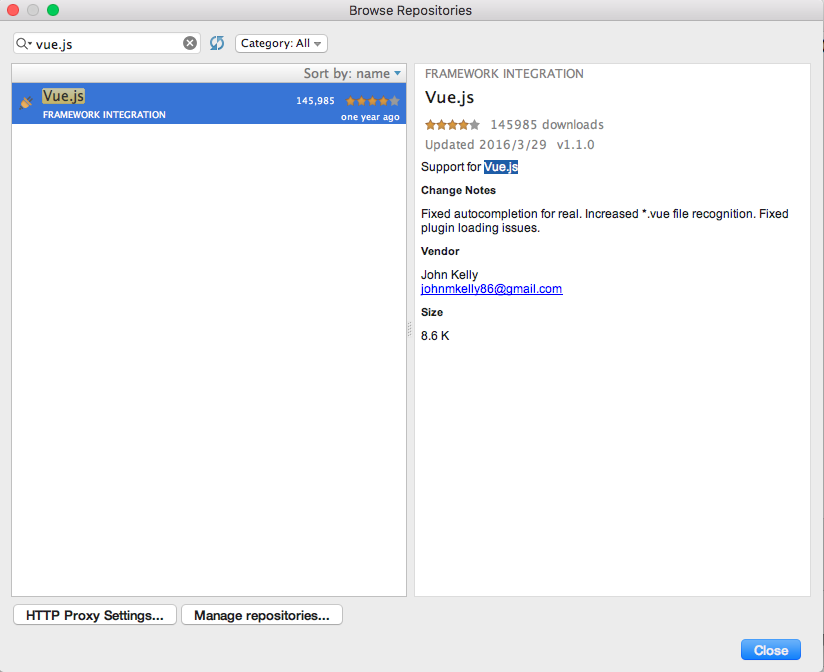 Browse Repositories
vue.js
Category: All
Sort by: name
Vue.js
145,985
FRAMEWORK INTEGRATION
one year ago
FRAMEWORK INTEGRATION
Vue.js
145985 downloads
Updated 2016/3/29 v1.1.0
Support for Vue.js
Change Notes
Fixed autocompletion for real. Increased *.vue file recognition. Fixed
plugin loading issues.
Vendor
John Kelly
johnmkelly86@gmail.com
Size
8.6 K
HTTP Proxy Settings...
Manage repositories...
Close